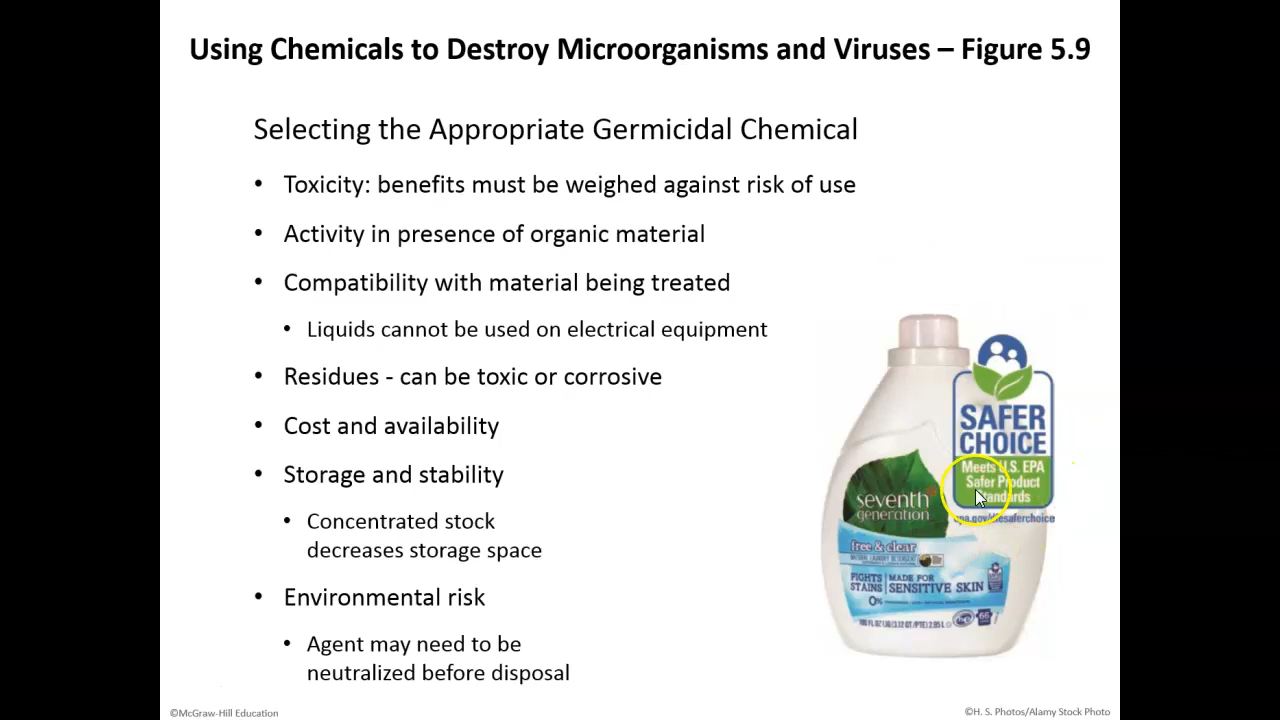 Using Chemicals to Destroy Microorganisms and Viruses – Figure 5.9
Selecting the Appropriate Germicidal Chemical
• Toxicity: benefits must be weighed against risk of use
• Activity in presence of organic material
• Compatibility with material being treated
• Liquids cannot be used on electrical equipment
• Residues - can be toxic or corrosive
• Cost and availability
• Storage and stability
• Concentrated stock
decreases storage space
• Environmental risk
• Agent may need to be
neutralized before disposal
SAFER
CHOICE
Meets U.S. EPA
Safer Product
Standards
seventh
generation
free & clear
NATURAL LAUNDRY DETERGENT
FIGHTS
STAINS
MADE FOR
SENSITIVE SKIN
0%
©McGraw-Hill Education
©H. S. Photos/Alamy Stock Photo